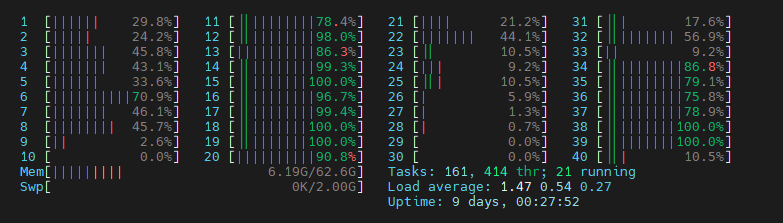 1 [29.8%] 11 [78.4%] 21 [21.2%] 31 [17.6%]
2 [24.2%] 12 [98.0%] 22 [44.1%] 32 [56.9%]
3 [45.8%] 13 [86.3%] 23 [10.5%] 33 [9.2%]
4 [43.1%] 14 [99.3%] 24 [9.2%] 34 [86.8%]
5 [33.6%] 15 [100.0%] 25 [10.5%] 35 [79.1%]
6 [70.9%] 16 [96.7%] 26 [5.9%] 36 [75.8%]
7 [46.1%] 17 [99.4%] 27 [1.3%] 37 [78.9%]
8 [45.7%] 18 [100.0%] 28 [0.7%] 38 [100.0%]
9 [2.6%] 19 [100.0%] 29 [0.0%] 39 [100.0%]
10 [0.0%] 20 [90.8%] 30 [0.0%] 40 [10.5%]
Mem[6.19G/62.6G] Tasks: 161, 414 thr; 21 running
Swp[0K/2.00G] Load average: 1.47 0.54 0.27
Uptime: 9 days, 00:27:52